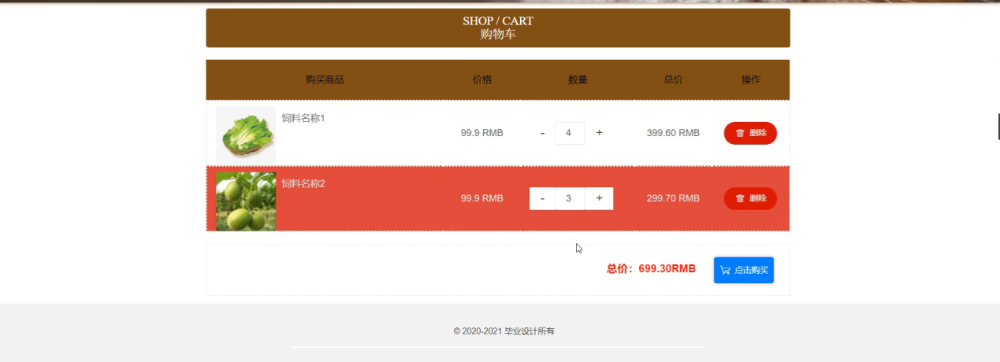 SHOP / CART
购物车
购买商品 价格 数量 总价 操作
饲料名称1
99.9 RMB - 4 + 399.60 RMB 删除
饲料名称2
99.9 RMB - 3 + 299.70 RMB 删除
总价：699.30RMB 点击购买
© 2020-2021 毕业设计所有